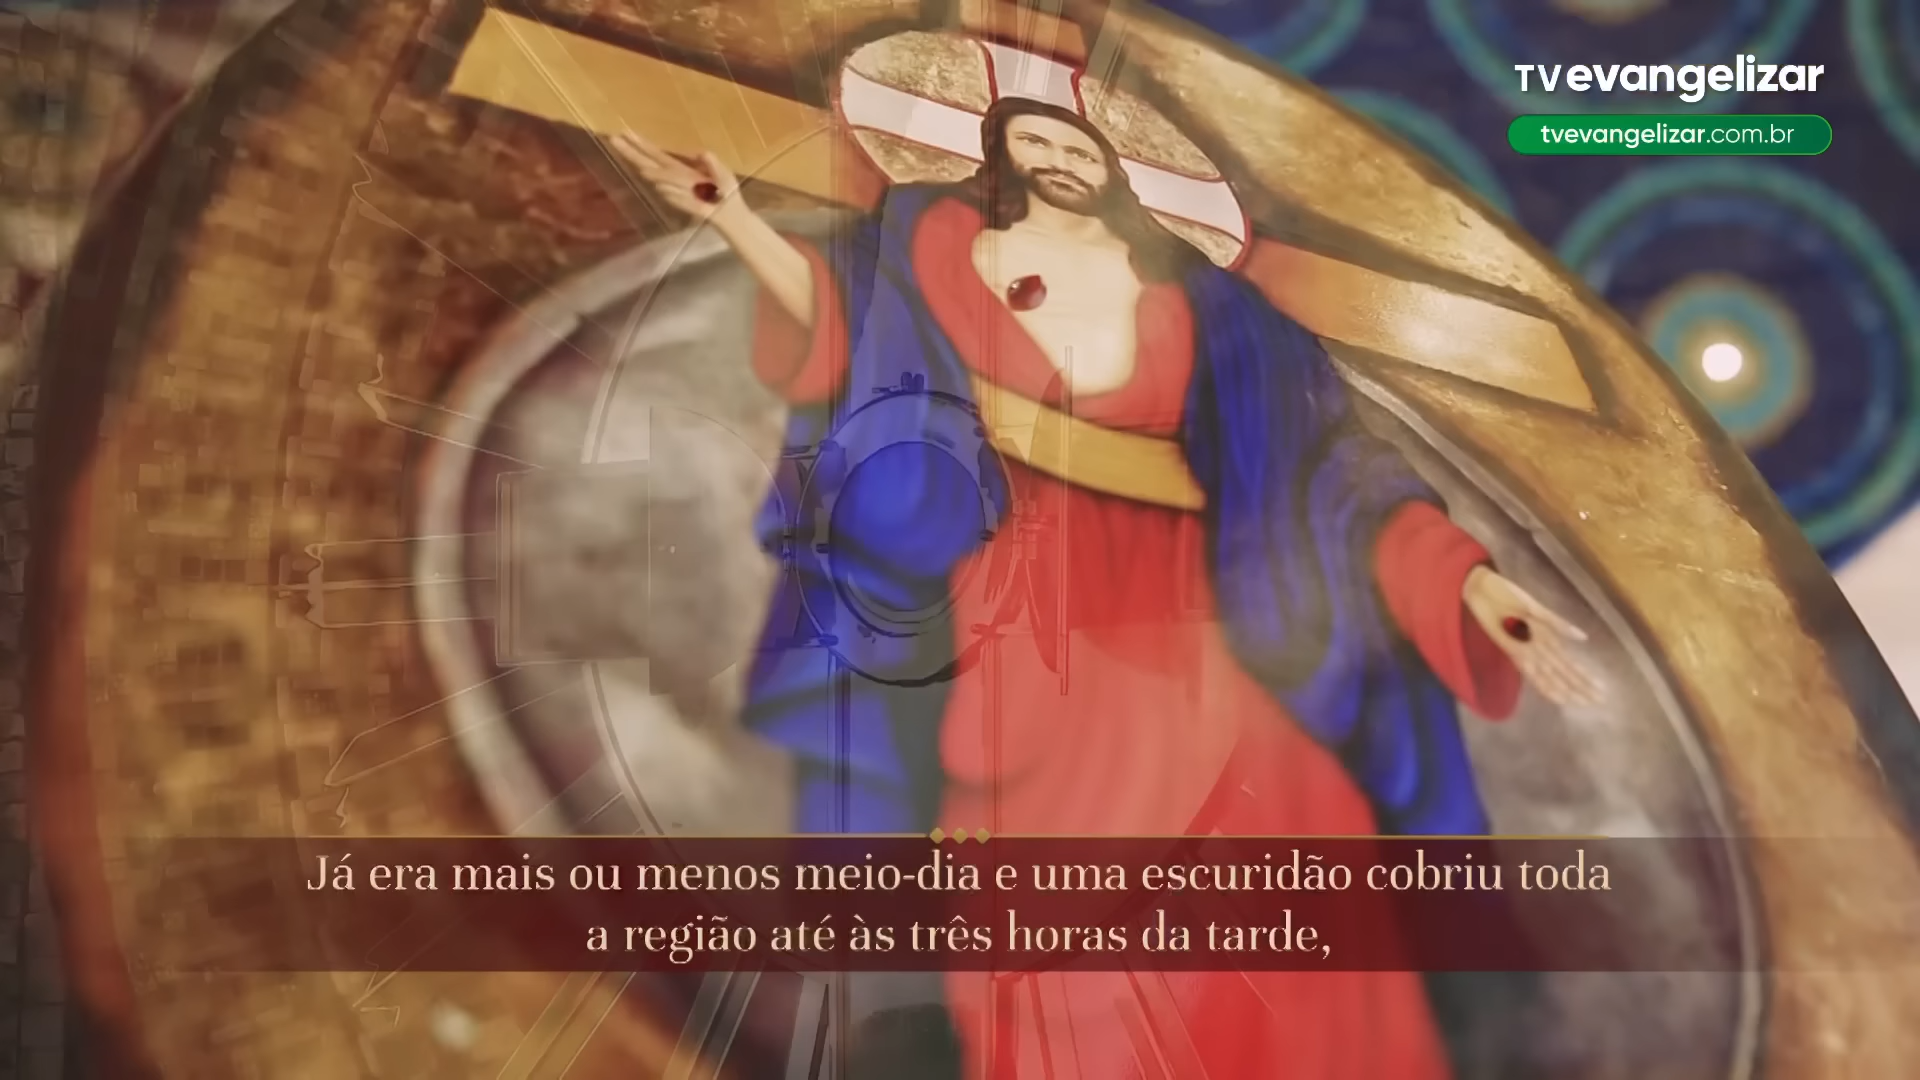 TVevangelizar
tvevangelizar.com.br
Já era mais ou menos meio-dia e uma escuridão cobriu toda
a região até às três horas da tarde,